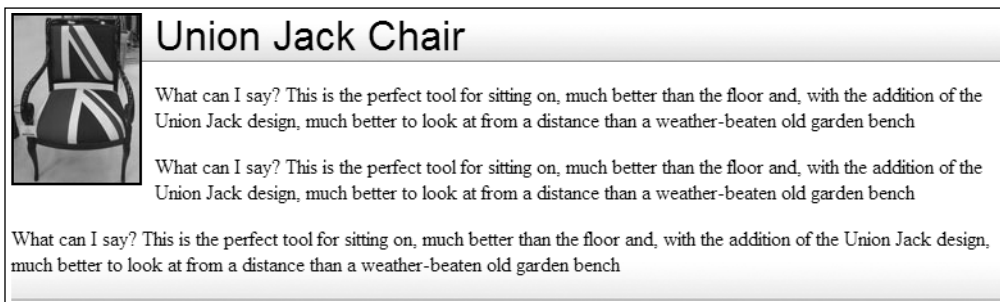 Union Jack Chair
What can I say? This is the perfect tool for sitting on, much better than the floor and, with the addition of the
Union Jack design, much better to look at from a distance than a weather-beaten old garden bench
What can I say? This is the perfect tool for sitting on, much better than the floor and, with the addition of the
Union Jack design, much better to look at from a distance than a weather-beaten old garden bench
What can I say? This is the perfect tool for sitting on, much better than the floor and, with the addition of the Union Jack design,
much better to look at from a distance than a weather-beaten old garden bench